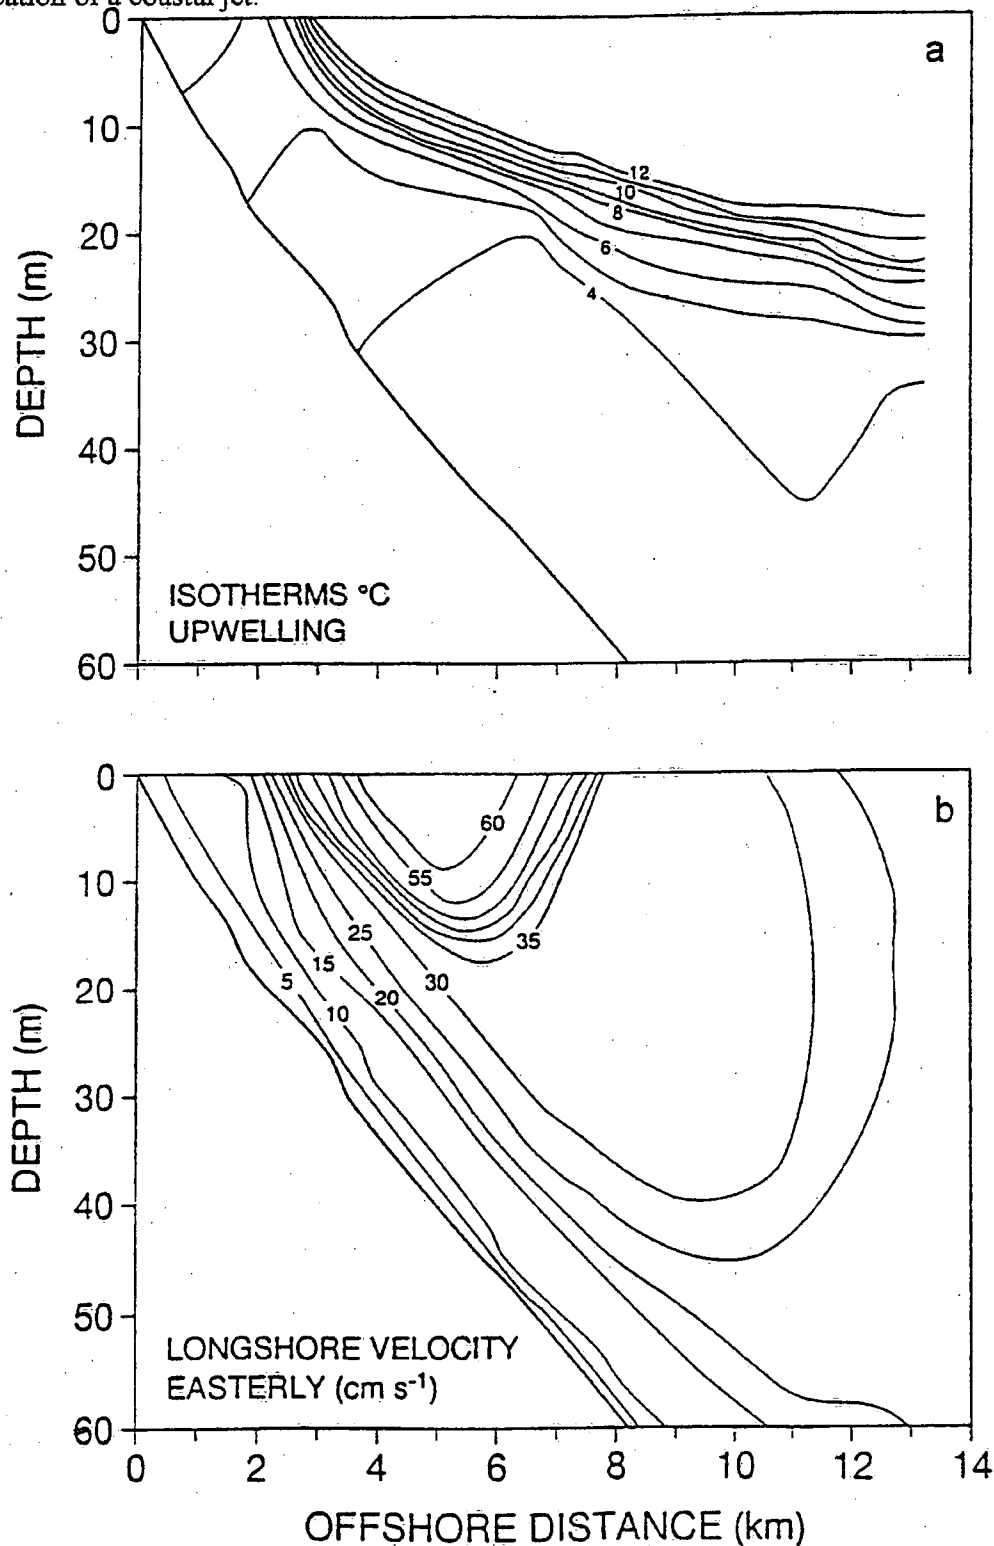 of a coastal jet.
a
0
10
20
30
40
50
60
DEPTH (m)
12
10
8
6
4
ISOTHERMS °C
UPWELLING
b
0
10
20
30
40
50
60
DEPTH (m)
60
55
35
25
30
15
20
5
10
LONGSHORE VELOCITY
EASTERLY (cm s⁻¹)
0 2 4 6 8 10 12 14
OFFSHORE DISTANCE (km)